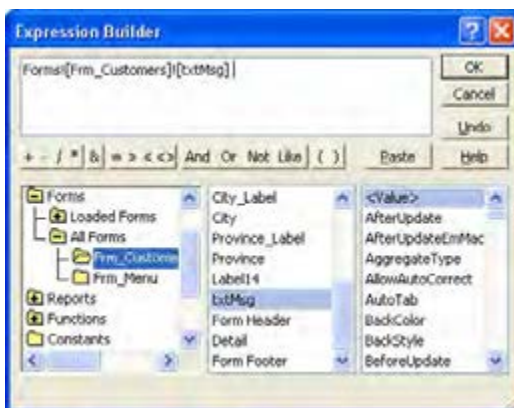 Expression Builder
Forms![Frm_Customers]![txtMsg]
OK
Cancel
Undo
+ - / * & = > < <> And Or Not Like ( ) Paste Help
Forms
Loaded Forms
All Forms
Frm_Custome
Frm_Menu
Reports
Functions
Constants
City_Label
City
Province_Label
Province
Label14
txtMsg
Form Header
Detail
Form Footer
<Value>
AfterUpdate
AfterUpdateEmMac
AggregateType
AllowAutoCorrect
AutoTab
BackColor
BackStyle
BeforeUpdate